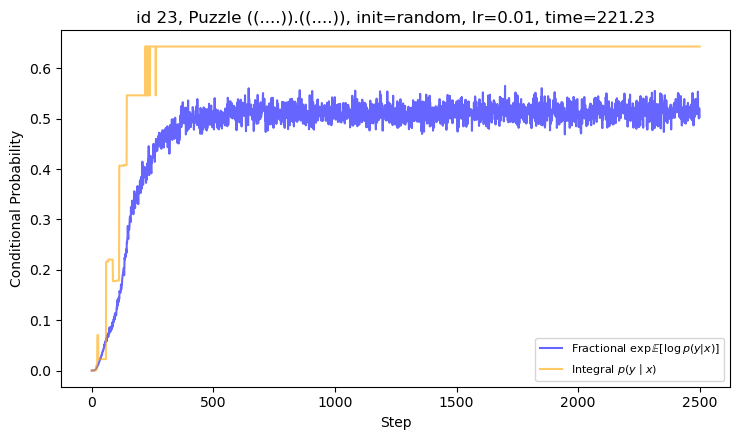 id 23, Puzzle ((....)).((....)), init=random, lr=0.01, time=221.23
Conditional Probability
0.6
0.5
0.4
0.3
0.2
0.1
0.0
Fractional exp𝔼[log p(y|x)]
Integral p(y | x)
0 500 1000 1500 2000 2500
Step